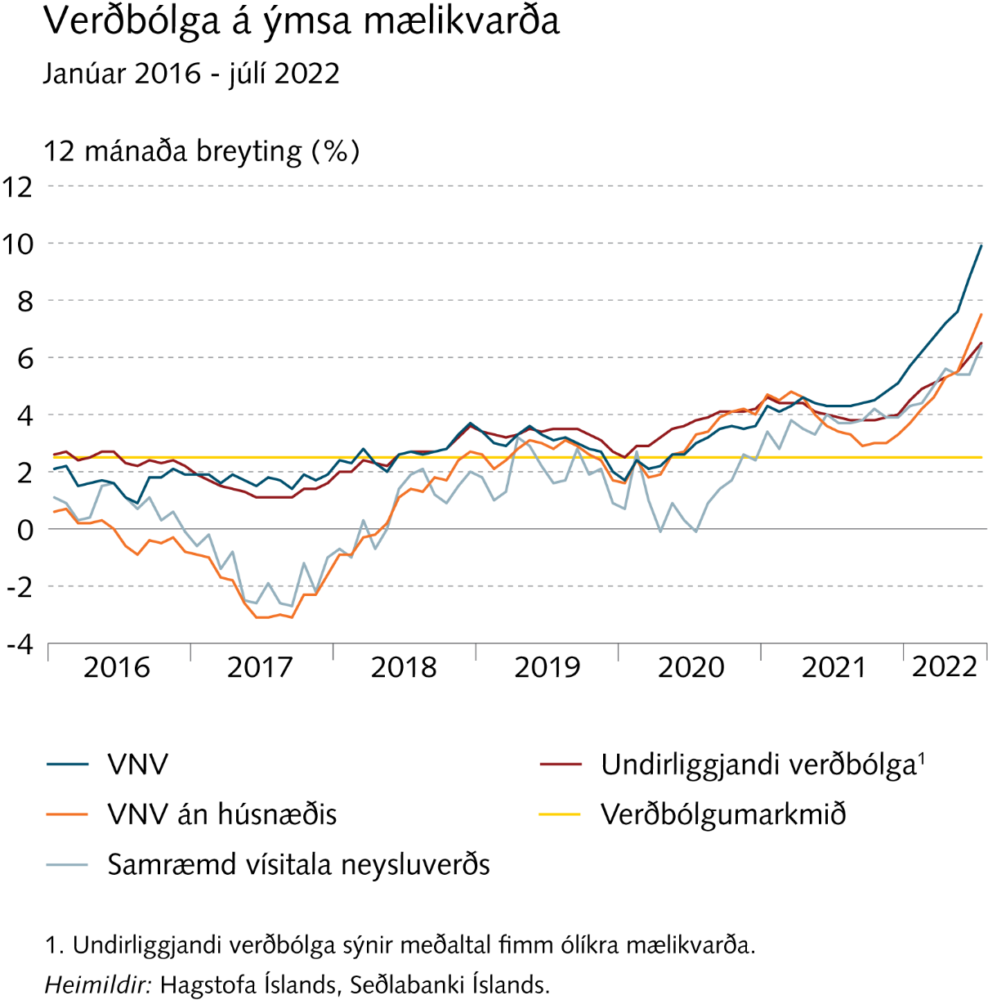 Verðbólga á ýmsa mælikvarða
Janúar 2016 - júlí 2022
12 mánaða breyting (%)
12
10
8
6
4
2
0
-2
-4
2016 2017 2018 2019 2020 2021 2022
VNV
VNV án húsnæðis
Samræmd vísitala neysluverðs
Undirliggjandi verðbólga¹
Verðbólgumarkmið
1. Undirliggjandi verðbólga sýnir meðaltal fimm ólíkra mælikvarða.
Heimildir: Hagstofa Íslands, Seðlabanki Íslands.